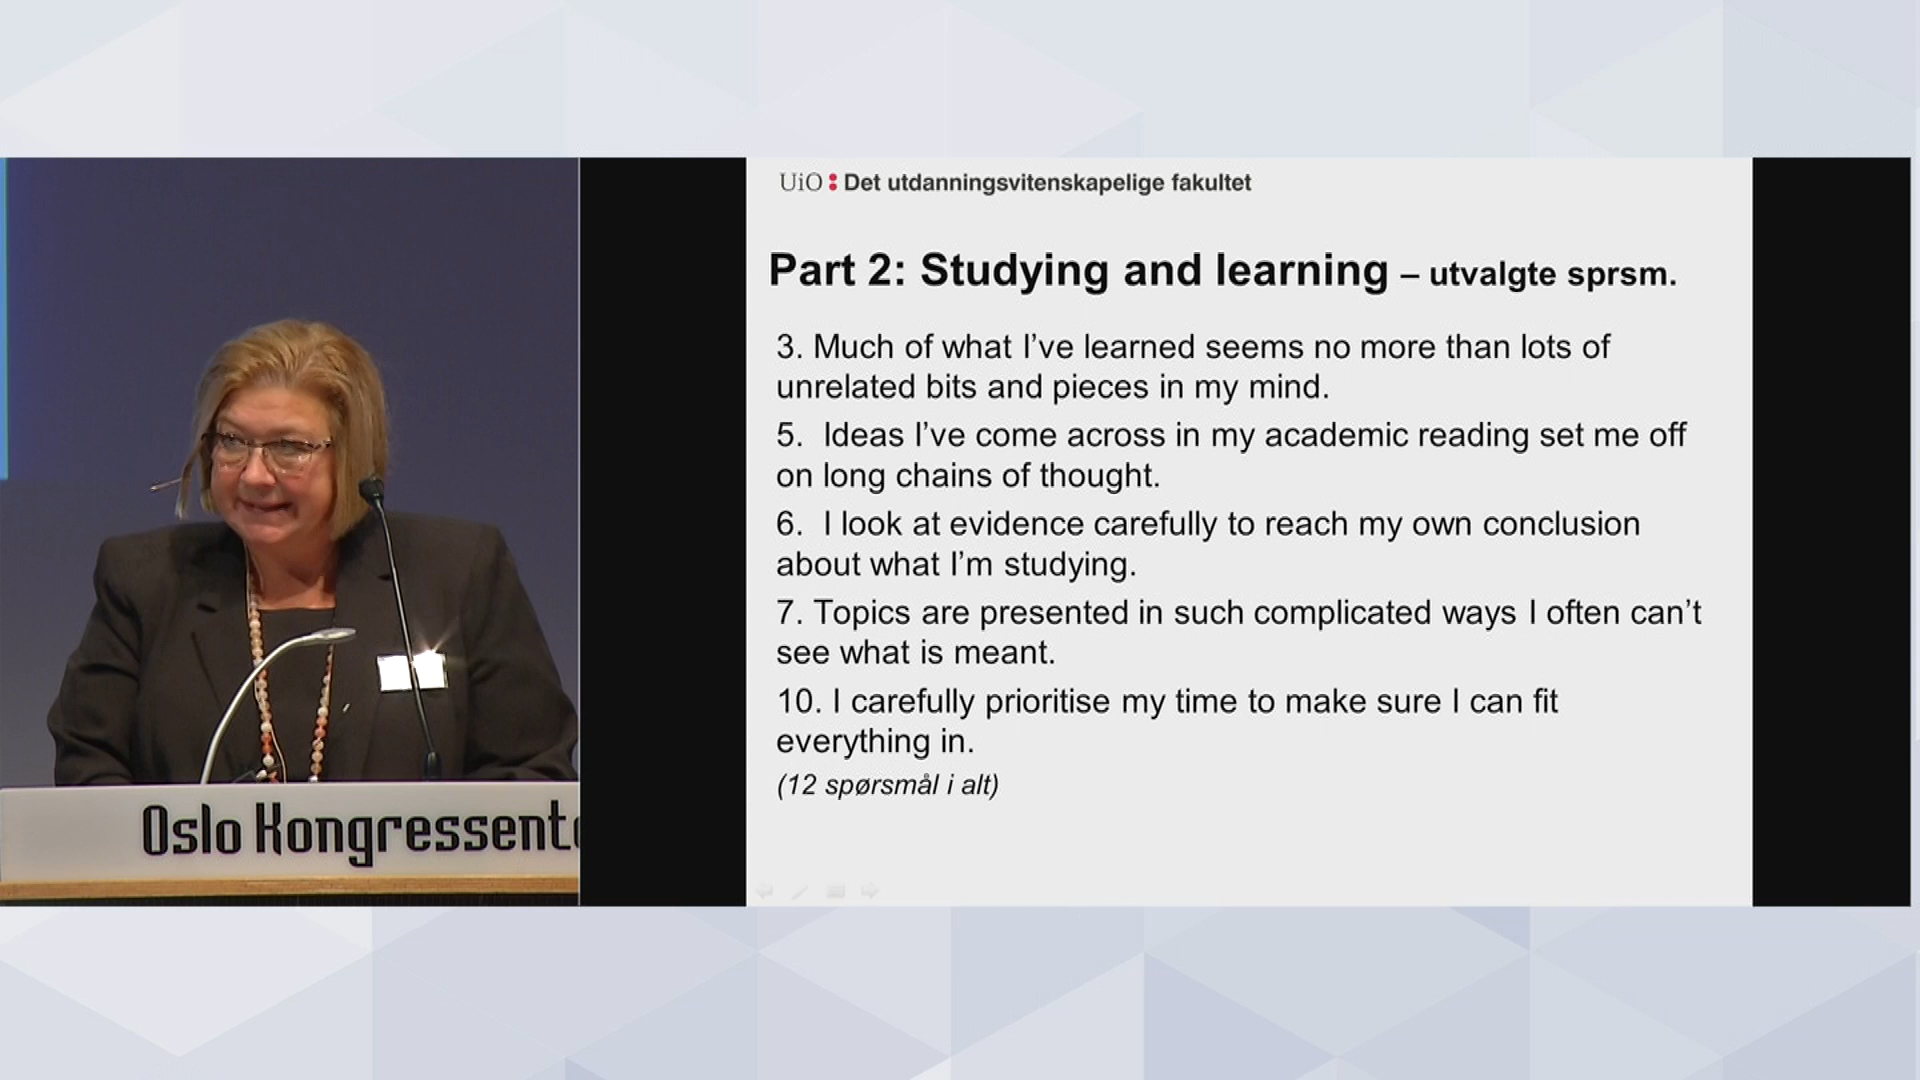 UiO : Det utdanningsvitenskapelige fakultet
Part 2: Studying and learning – utvalgte sprsm.
3. Much of what I’ve learned seems no more than lots of
unrelated bits and pieces in my mind.
5. Ideas I’ve come across in my academic reading set me off
on long chains of thought.
6. I look at evidence carefully to reach my own conclusion
about what I’m studying.
7. Topics are presented in such complicated ways I often can’t
see what is meant.
10. I carefully prioritise my time to make sure I can fit
everything in.
(12 spørsmål i alt)
Oslo Kongressent